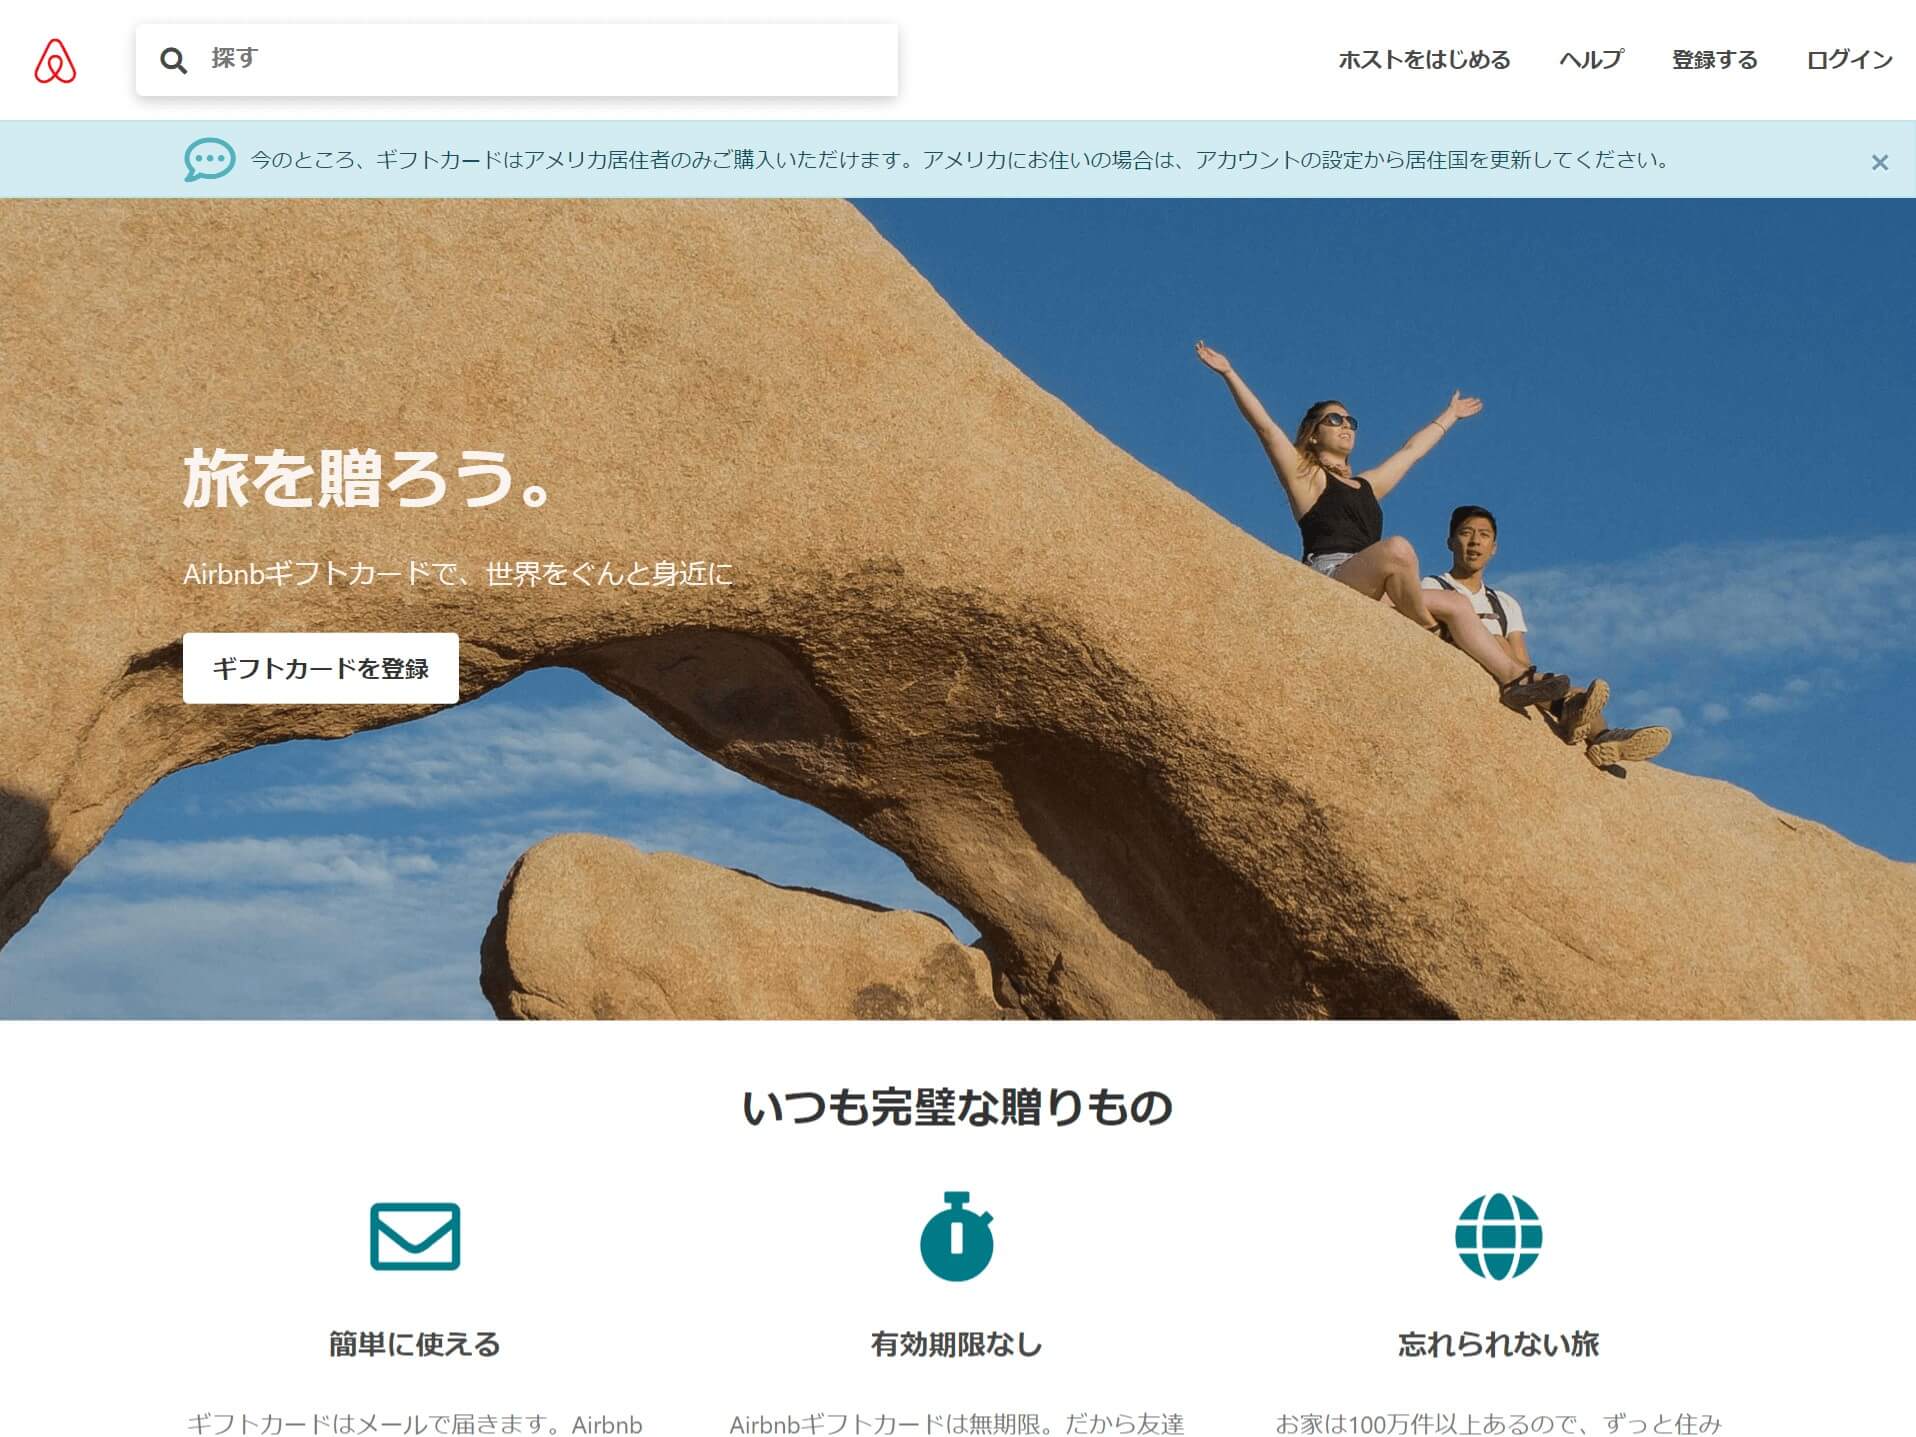 探す
ホストをはじめる ヘルプ 登録する ログイン
今のところ、ギフトカードはアメリカ居住者のみご購入いただけます。アメリカにお住いの場合は、アカウントの設定から居住国を更新してください。
旅を贈ろう。
Airbnbギフトカードで、世界をぐんと身近に
ギフトカードを登録
いつも完璧な贈りもの
簡単に使える
有効期限なし
忘れられない旅
ギフトカードはメールで届きます。Airbnb
Airbnbギフトカードは無期限。だから友達
お家は100万件以上あるので、ずっと住み